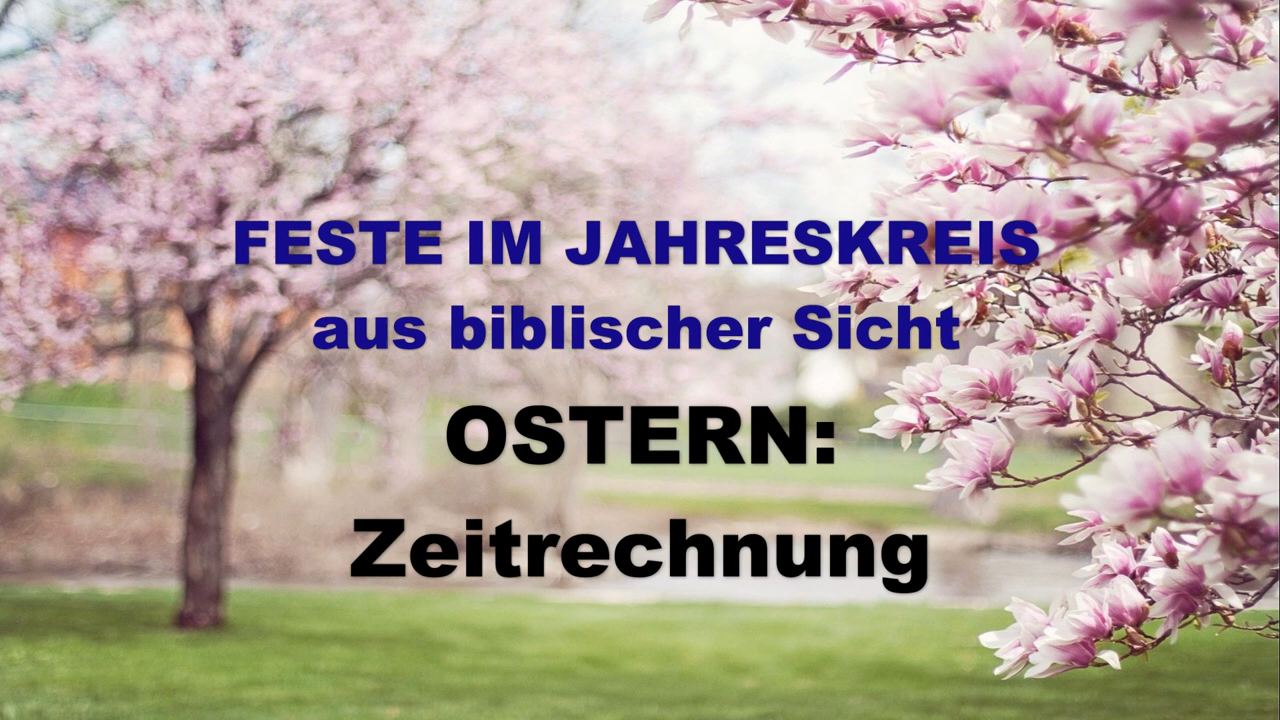 FESTE IM JAHRESKREIS
aus biblischer Sicht
OSTERN:
Zeitrechnung